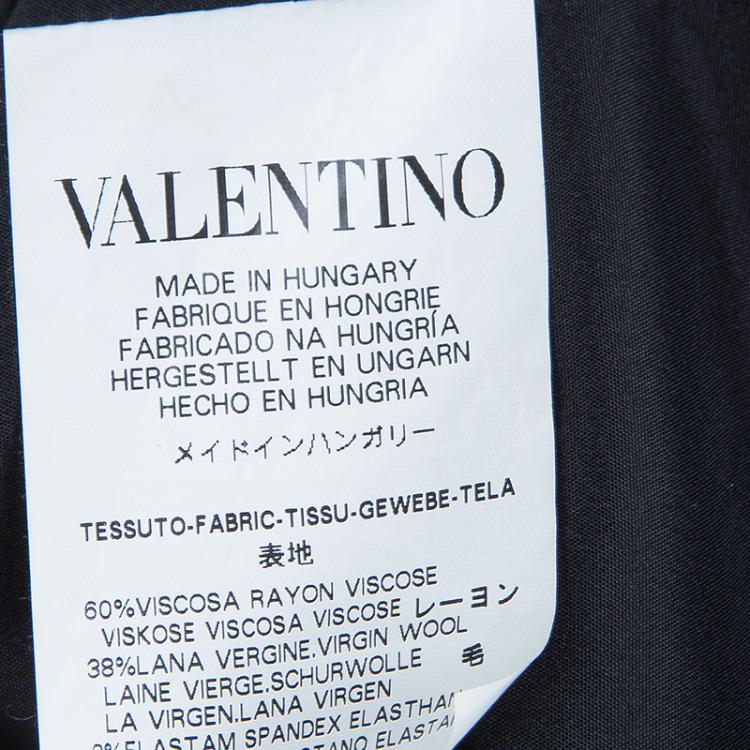 VALENTINO
MADE IN HUNGARY
FABRIQUE EN HONGRIE
FABRICADO NA HUNGRÍA
HERGESTELLT EN UNGARN
HECHO EN HUNGRIA
メイドインハンガリー
TESSUTO-FABRIC-TISSU-GEWEBE-TELA
表地
60%VISCOSA RAYON VISCOSE
VISKOSE VISCOSA VISCOSE レーヨン
38%LANA VERGINE.VIRGIN WOOL
LAINE VIERGE.SCHURWOLLE 毛
LA VIRGEN.LANA VIRGEN
ELASTAM SPANDEX